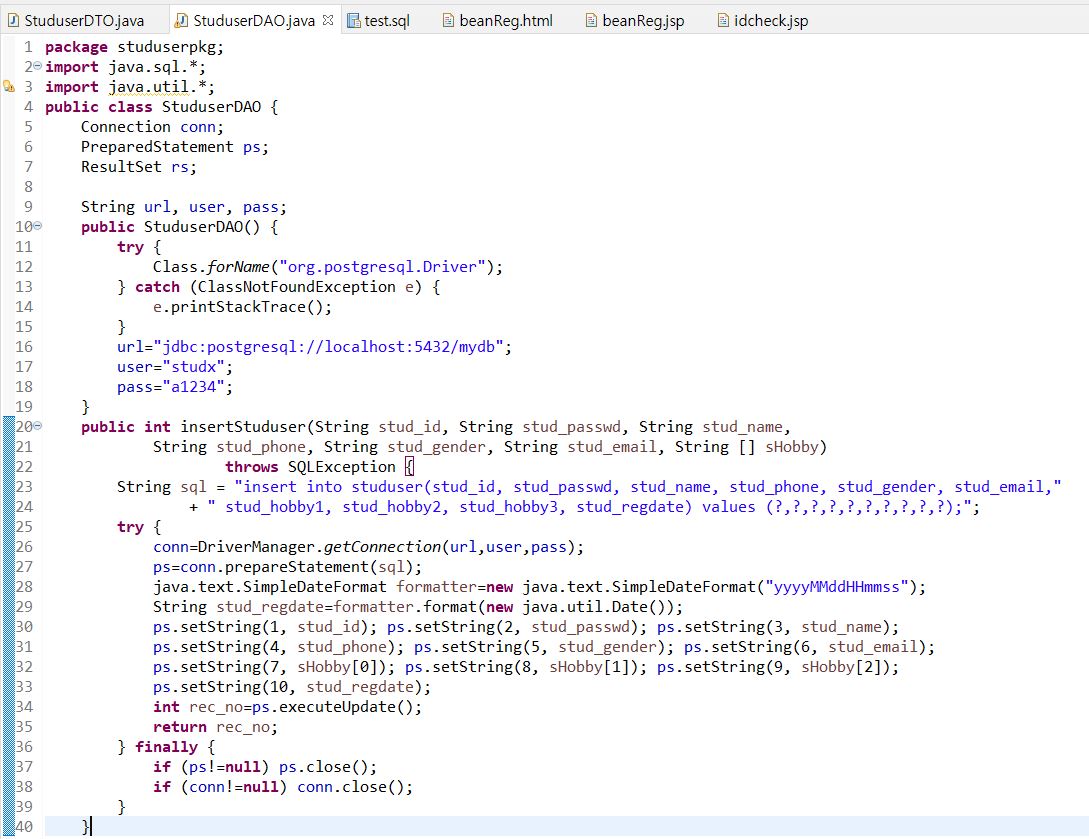 StuduserDTO.java StuduserDAO.java test.sql beanReg.html beanReg.jsp idcheck.jsp
1 package studuserpkg;
2 import java.sql.*;
3 import java.util.*;
4 public class StuduserDAO {
5 Connection conn;
6 PreparedStatement ps;
7 ResultSet rs;
8
9 String url, user, pass;
10 public StuduserDAO() {
11 try {
12 Class.forName("org.postgresql.Driver");
13 } catch (ClassNotFoundException e) {
14 e.printStackTrace();
15 }
16 url="jdbc:postgresql://localhost:5432/mydb";
17 user="studx";
18 pass="a1234";
19 }
20 public int insertStuduser(String stud_id, String stud_passwd, String stud_name,
21 String stud_phone, String stud_gender, String stud_email, String [] sHobby)
22 throws SQLException {
23 String sql = "insert into studuser(stud_id, stud_passwd, stud_name, stud_phone, stud_gender, stud_email,"
24 + " stud_hobby1, stud_hobby2, stud_hobby3, stud_regdate) values (?,?,?,?,?,?,?,?,?,?);";
25 try {
26 conn=DriverManager.getConnection(url,user,pass);
27 ps=conn.prepareStatement(sql);
28 java.text.SimpleDateFormat formatter=new java.text.SimpleDateFormat("yyyyMMddHHmmss");
29 String stud_regdate=formatter.format(new java.util.Date());
30 ps.setString(1, stud_id); ps.setString(2, stud_passwd); ps.setString(3, stud_name);
31 ps.setString(4, stud_phone); ps.setString(5, stud_gender); ps.setString(6, stud_email);
32 ps.setString(7, sHobby[0]); ps.setString(8, sHobby[1]); ps.setString(9, sHobby[2]);
33 ps.setString(10, stud_regdate);
34 int rec_no=ps.executeUpdate();
35 return rec_no;
36 } finally {
37 if (ps!=null) ps.close();
38 if (conn!=null) conn.close();
39 }
40 }